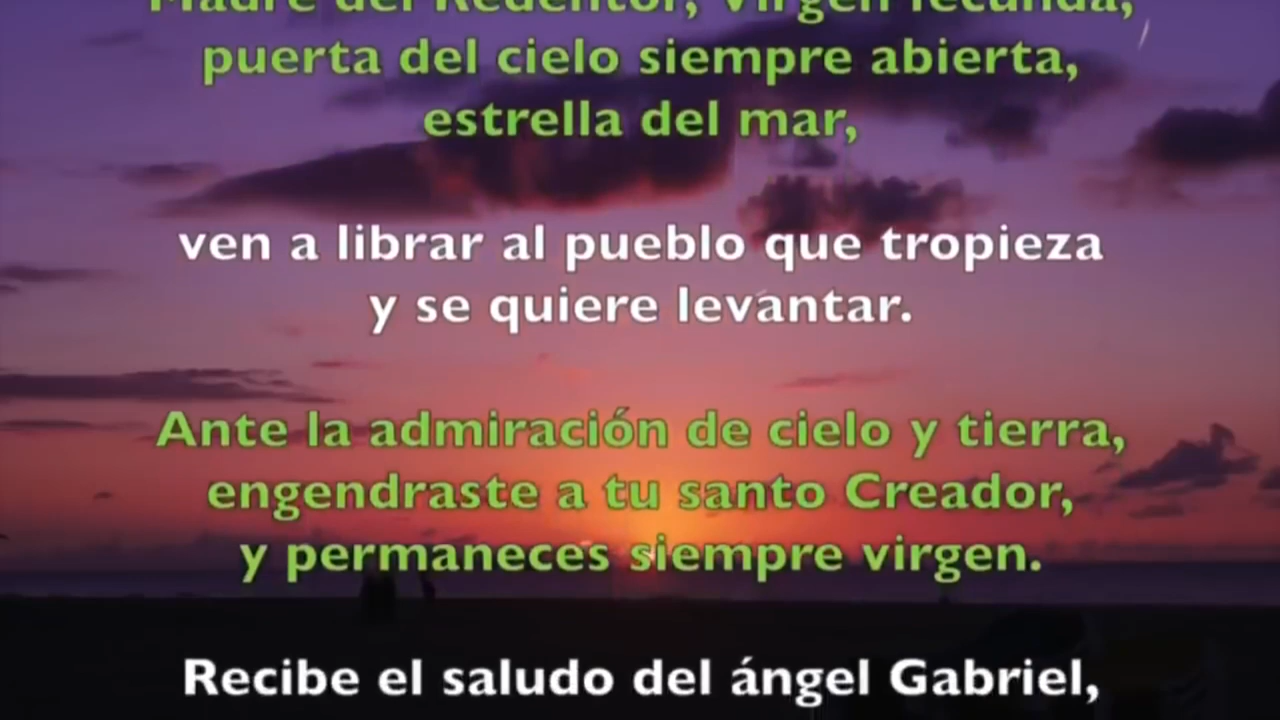 Madre del Redentor, Virgen fecunda,
puerta del cielo siempre abierta,
estrella del mar,
ven a librar al pueblo que tropieza
y se quiere levantar.
Ante la admiración de cielo y tierra,
engendraste a tu santo Creador,
y permaneces siempre virgen.
Recibe el saludo del ángel Gabriel,